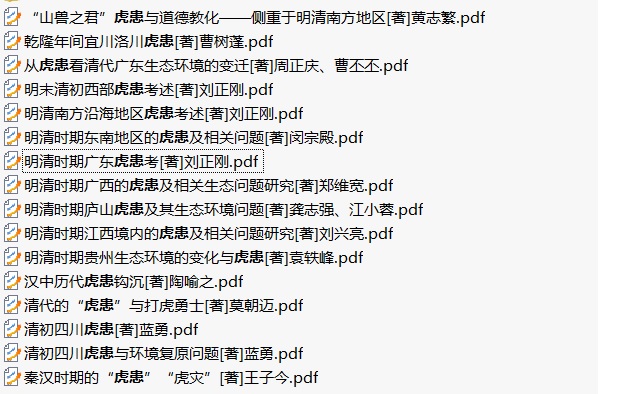 “山兽之君”虎患与道德教化——侧重于明清南方地区[著]黄志繁.pdf
乾隆年间宜川洛川虎患[著]曹树蓬.pdf
从虎患看清代广东生态环境的变迁[著]周正庆、曹丕丕.pdf
明末清初西部虎患考述[著]刘正刚.pdf
明清南方沿海地区虎患考述[著]刘正刚.pdf
明清时期东南地区的虎患及相关问题[著]闵宗殿.pdf
明清时期广东虎患考[著]刘正刚.pdf
明清时期广西的虎患及相关生态问题研究[著]郑维宽.pdf
明清时期庐山虎患及其生态环境问题[著]龚志强、江小蓉.pdf
明清时期江西境内的虎患及相关问题研究[著]刘兴亮.pdf
明清时期贵州生态环境的变化与虎患[著]袁轶峰.pdf
汉中历代虎患钩沉[著]陶喻之.pdf
清代的“虎患”与打虎勇士[著]莫朝迈.pdf
清初四川虎患[著]蓝勇.pdf
清初四川虎患与环境复原问题[著]蓝勇.pdf
秦汉时期的“虎患”“虎灾”[著]王子今.pdf